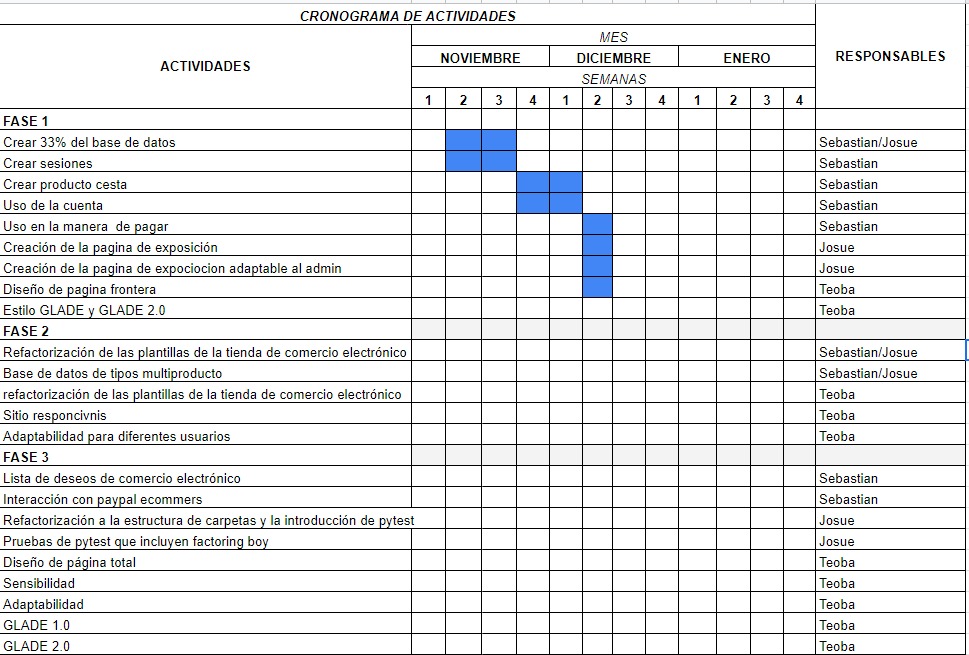 CRONOGRAMA DE ACTIVIDADES
ACTIVIDADES
MES
RESPONSABLES
NOVIEMBRE DICIEMBRE ENERO
SEMANAS
1 2 3 4 1 2 3 4 1 2 3 4
FASE 1
Crear 33% del base de datos Sebastian/Josue
Crear sesiones Sebastian
Crear producto cesta Sebastian
Uso de la cuenta Sebastian
Uso en la manera de pagar Sebastian
Creación de la pagina de exposición Josue
Creación de la pagina de expociocion adaptable al admin Josue
Diseño de pagina frontera Teoba
Estilo GLADE y GLADE 2.0 Teoba
FASE 2
Refactorización de las plantillas de la tienda de comercio electrónico Sebastian/Josue
Base de datos de tipos multiproducto Sebastian/Josue
refactorización de las plantillas de la tienda de comercio electrónico Teoba
Sitio responcivnis Teoba
Adaptabilidad para diferentes usuarios Teoba
FASE 3
Lista de deseos de comercio electrónico Sebastian
Interacción con paypal ecommers Sebastian
Refactorización a la estructura de carpetas y la introducción de pytest Josue
Pruebas de pytest que incluyen factoring boy Josue
Diseño de página total Teoba
Sensibilidad Teoba
Adaptabilidad Teoba
GLADE 1.0 Teoba
GLADE 2.0 Teoba